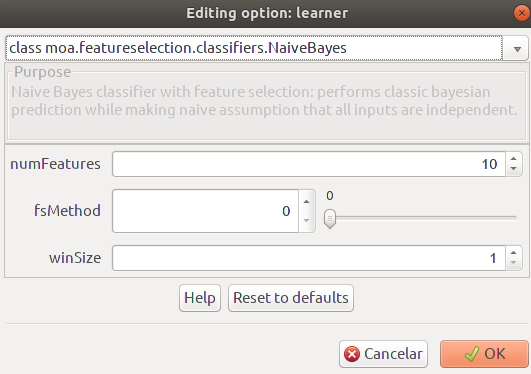 Editing option: learner
class moa.featureselection.classifiers.NaiveBayes
Purpose
Naive Bayes classifier with feature selection: performs classic bayesian
prediction while making naive assumption that all inputs are independent.
numFeatures 10
0
fsMethod 0
winSize 1
Help Reset to defaults
Cancelar OK